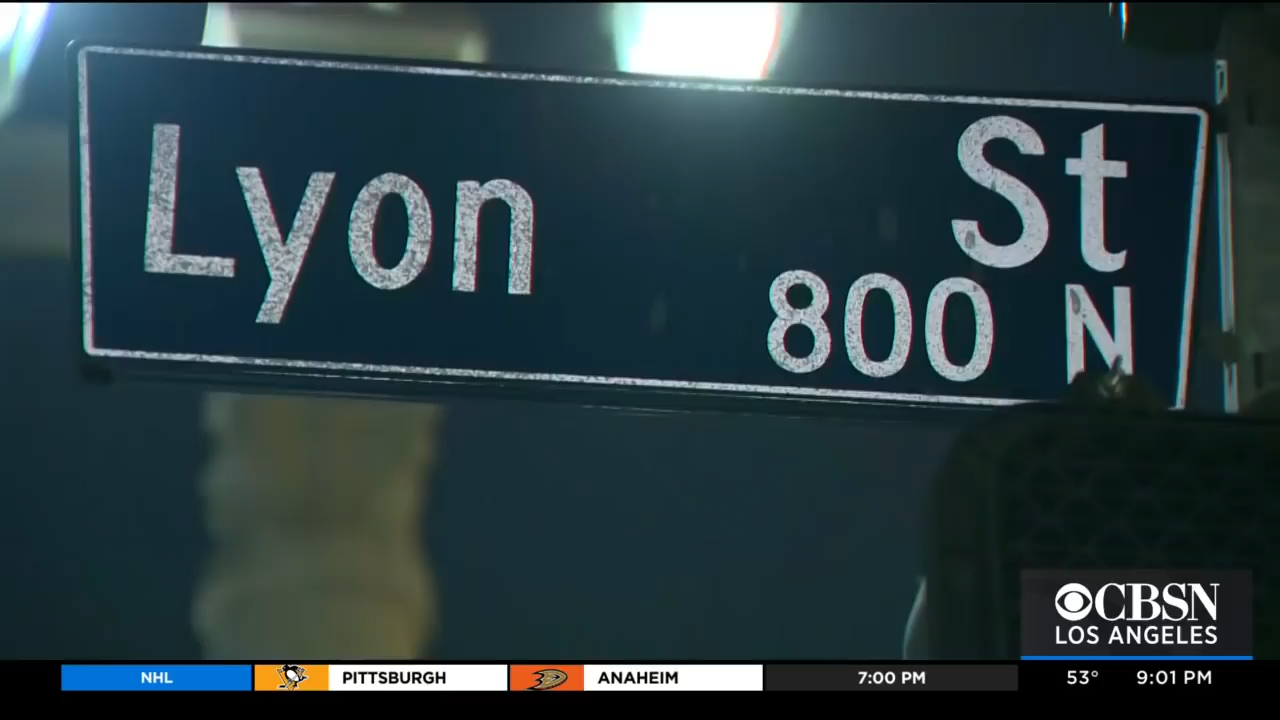 Lyon St
800 N
CBSN
LOS ANGELES
NHL PITTSBURGH ANAHEIM 7:00 PM 53° 9:01 PM